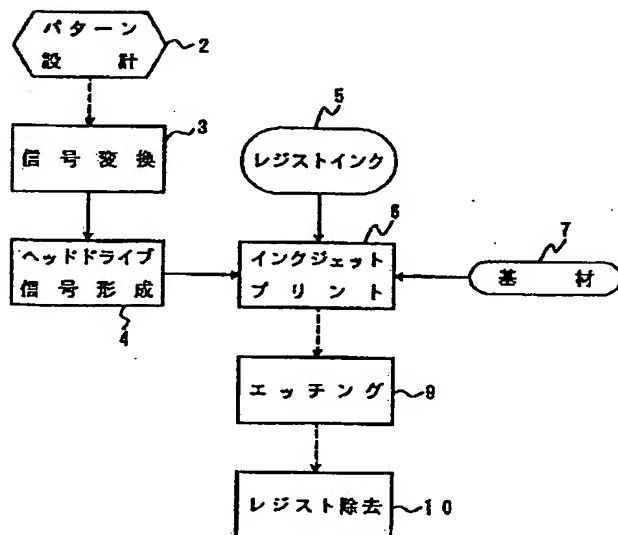 パターン
設計
2
信号変換
3
ヘッドドライブ
信号形成
4
レジストインク
5
インクジェット
プリント
6
基材
7
エッチング
9
レジスト除去
10